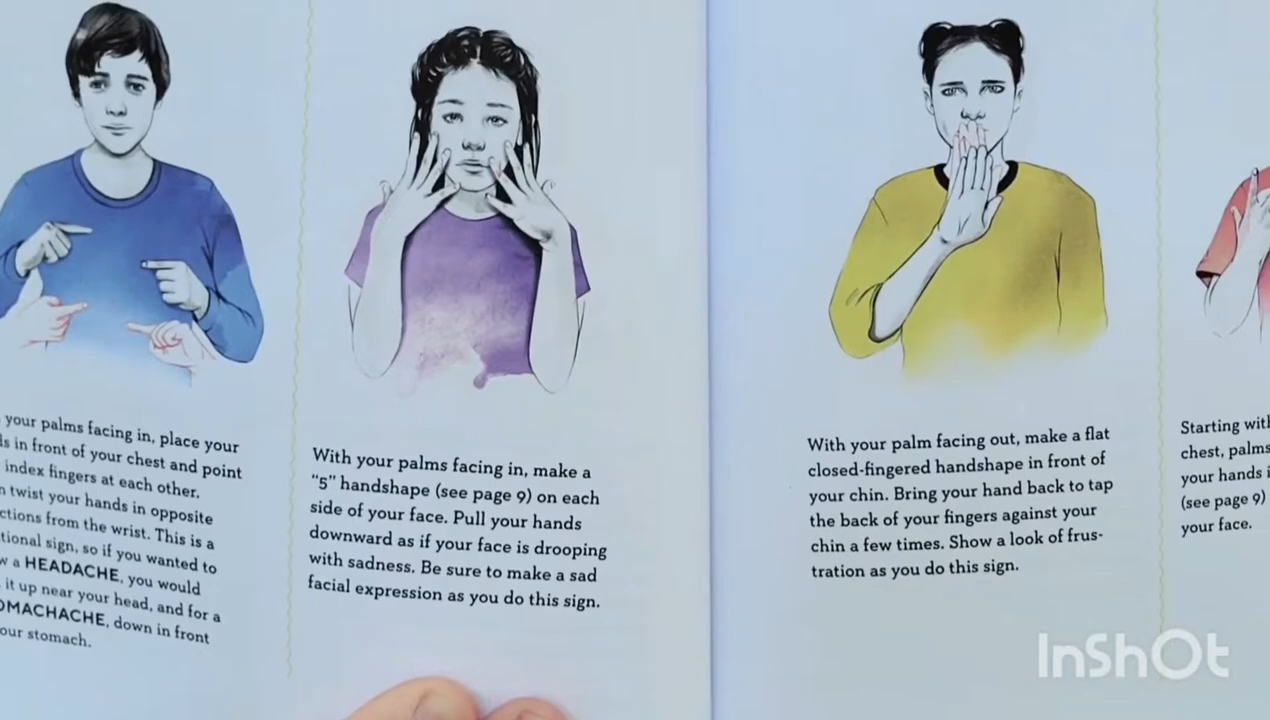 your palms facing in, place your
in front of your chest and point
index fingers at each other.
twist your hands in opposite
from the wrist. This is a
sign, so if you wanted to
a HEADACHE, you would
it up near your head, and for a
down in front
stomach.
With your palms facing in, make a
"5" handshape (see page 9) on each
side of your face. Pull your hands
downward as if your face is drooping
with sadness. Be sure to make a sad
facial expression as you do this sign.
With your palm facing out, make a flat
closed-fingered handshape in front of
your chin. Bring your hand back to tap
the back of your fingers against your
chin a few times. Show a look of frus-
tration as you do this sign.
Starting with
chest, palms
your hands
(see page 9)
your face.
InShOt